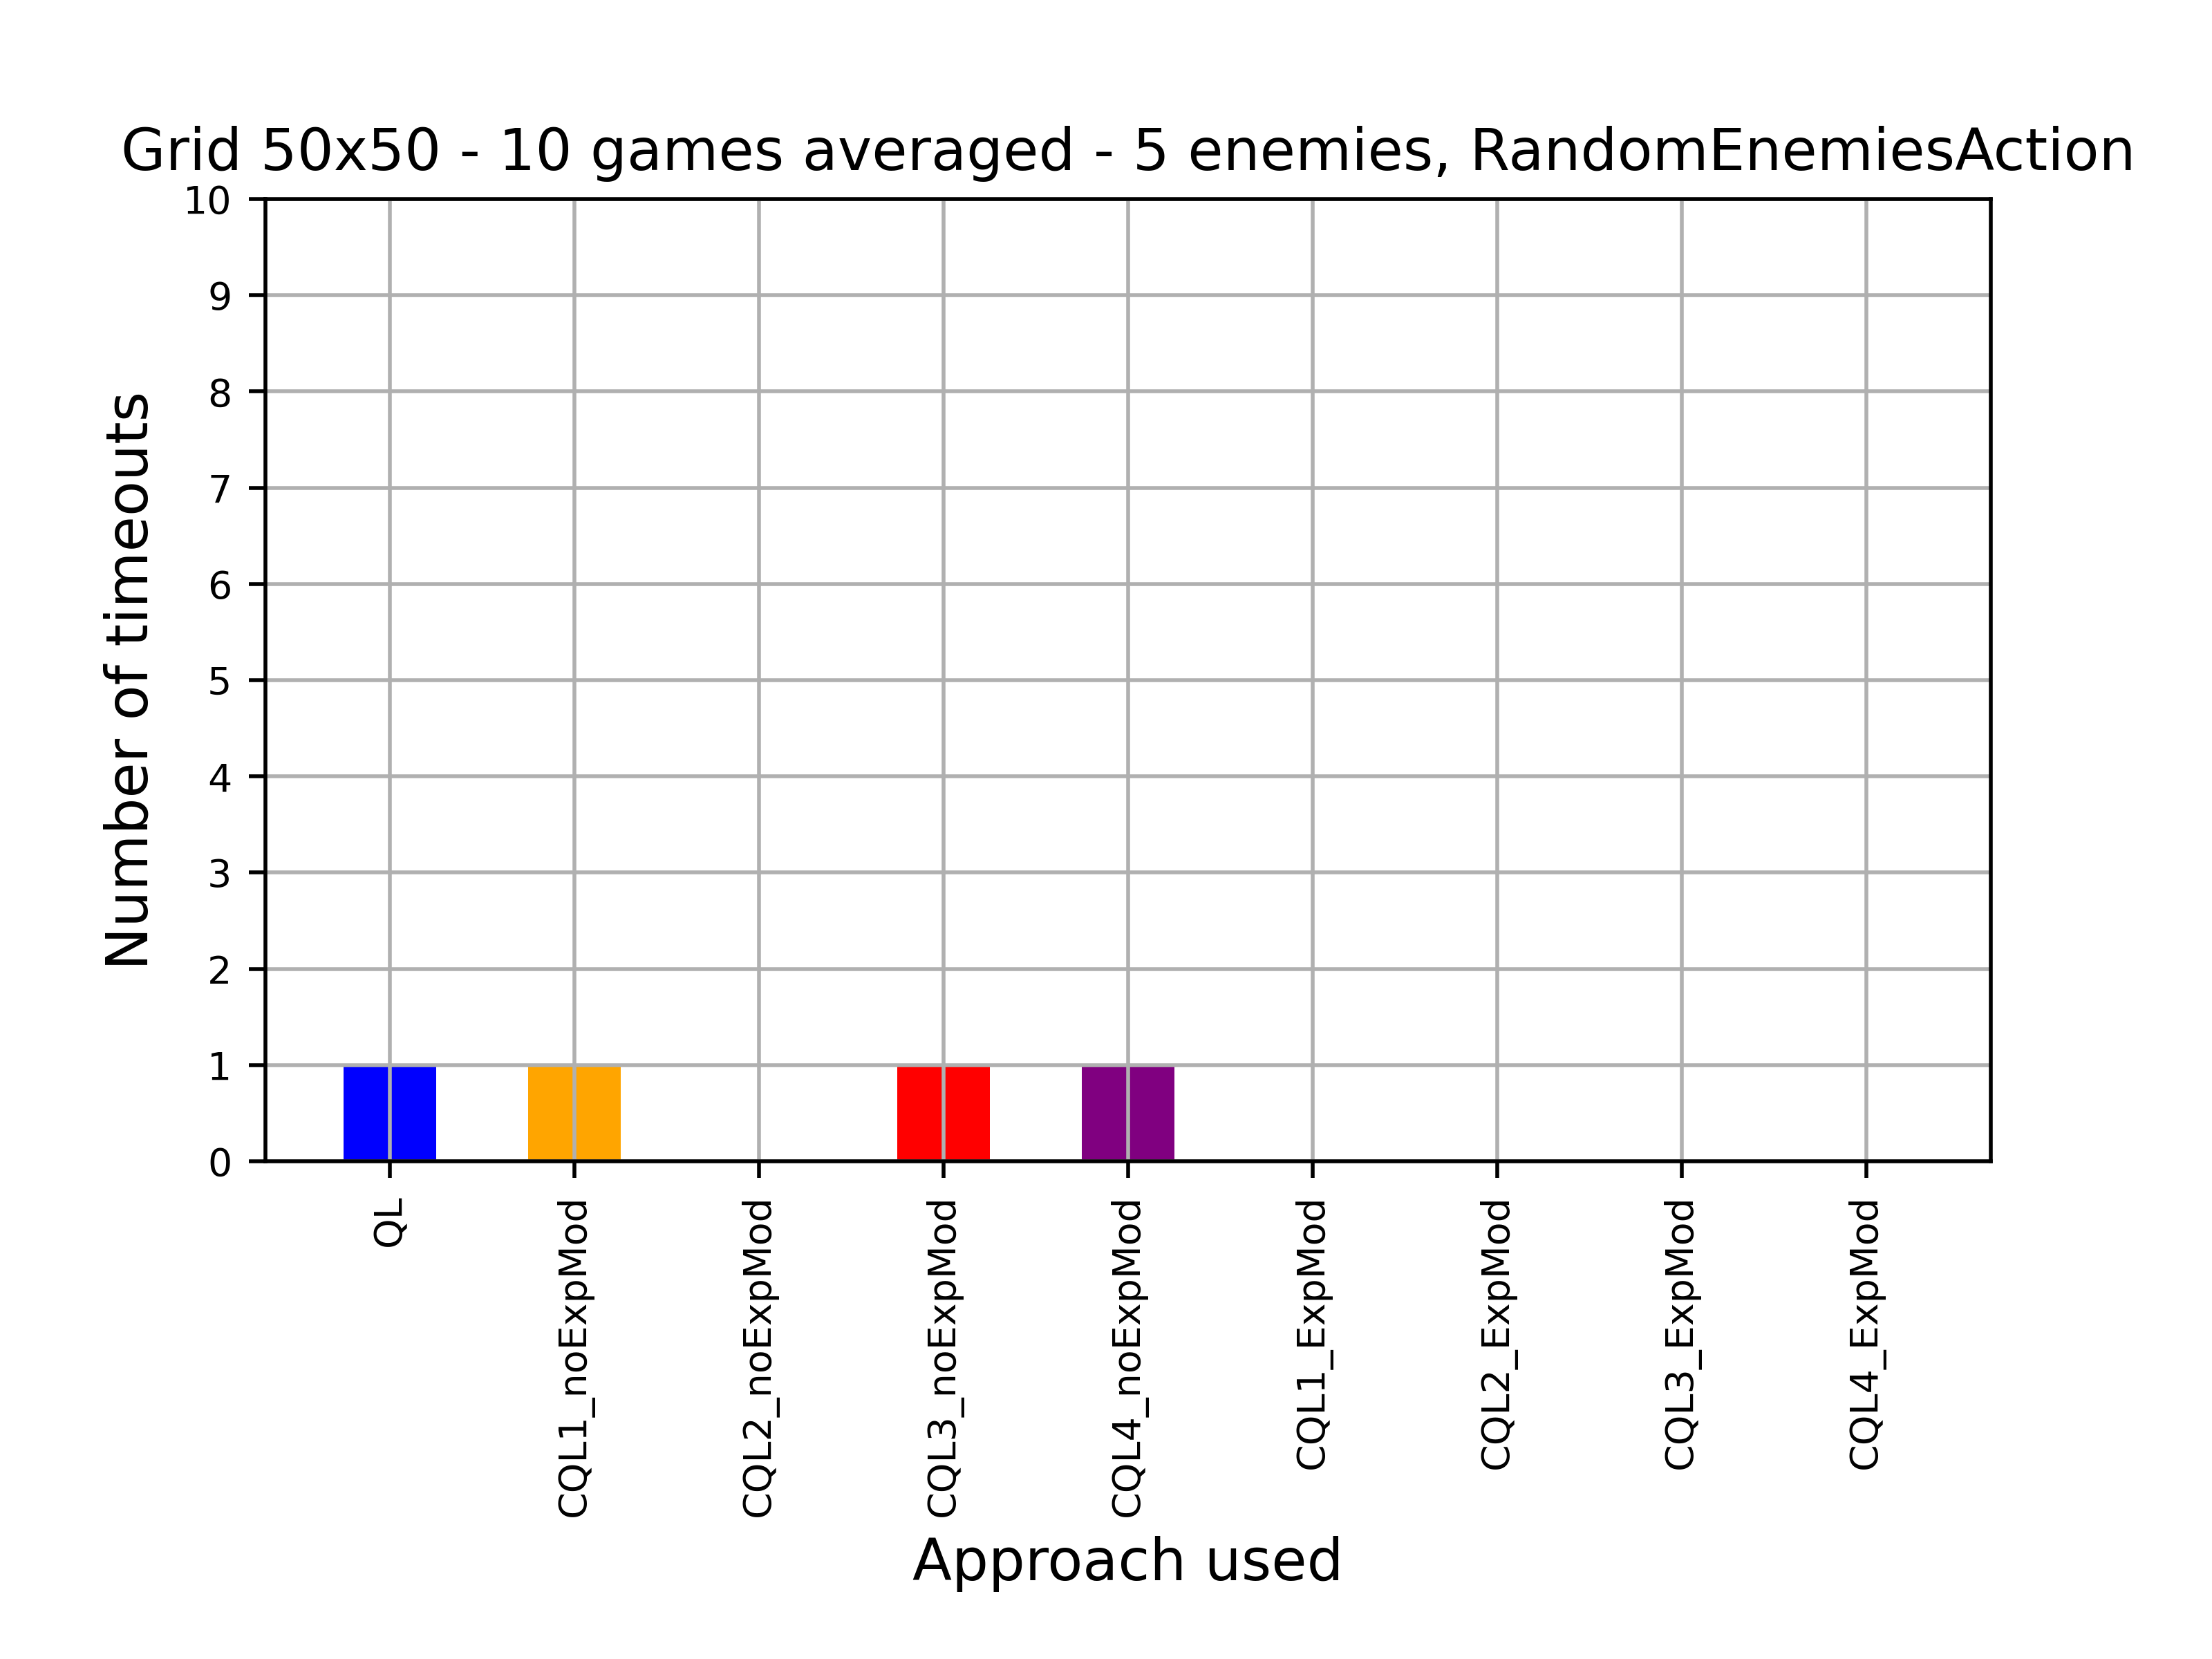 Grid 50x50 - 10 games averaged - 5 enemies, RandomEnemiesAction
Number of timeouts
10
9
8
7
6
5
4
3
2
1
0
QL
CQL1_noExpMod
CQL2_noExpMod
CQL3_noExpMod
CQL4_noExpMod
CQL1_ExpMod
CQL2_ExpMod
CQL3_ExpMod
CQL4_ExpMod
Approach used